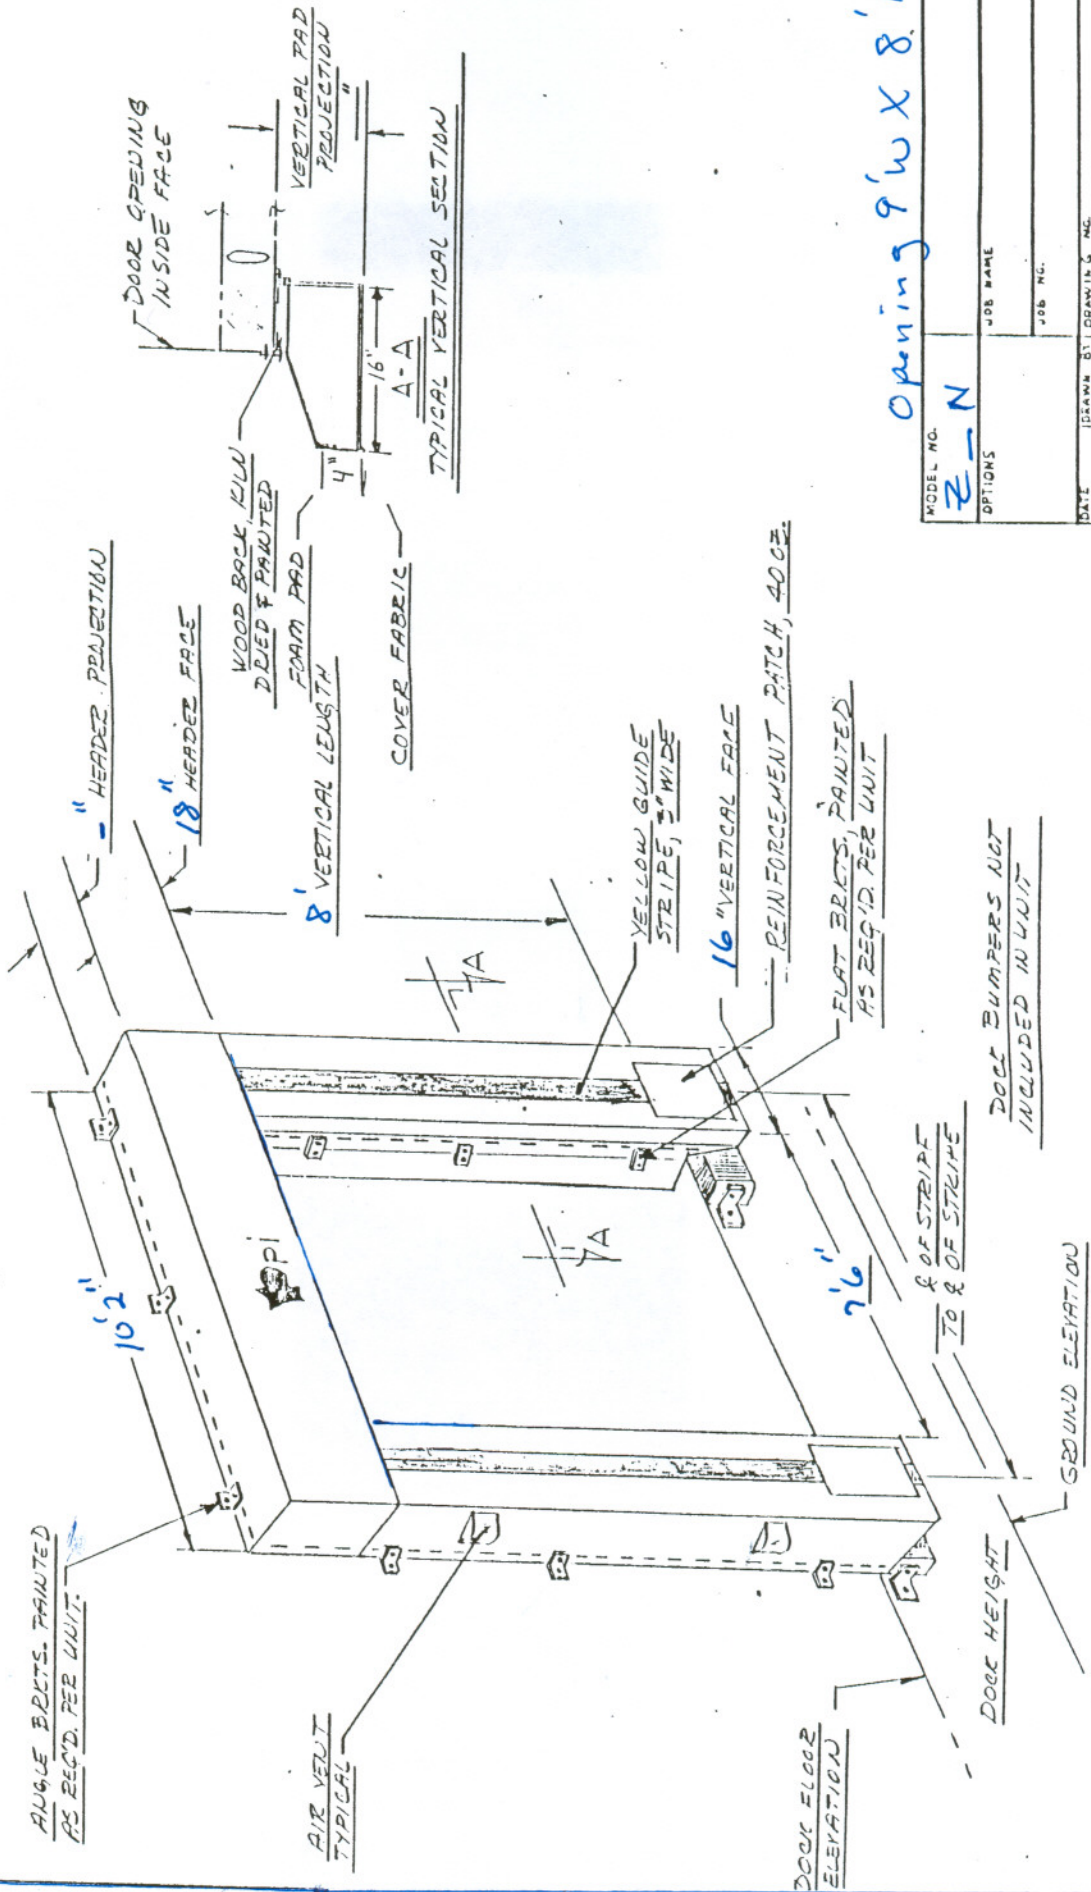 ANGLE BRKTS. PAINTED
AS REQ'D. PER UNIT.
10'2"
-" HEADER PROJECTION
18" HEADER FACE
8' VERTICAL LENGTH
DOOR OPENING
INSIDE FACE
VERTICAL PAD
PROJECTION
"
WOOD BACK, KILN
DRIED & PAINTED
FOAM PAD
COVER FABRIC
4"
16"
A-A
TYPICAL VERTICAL SECTION
AIR VENT
TYPICAL
pi
A
A
YELLOW GUIDE
STRIPE, 3" WIDE
16" VERTICAL FACE
REINFORCEMENT PATCH, 40 OZ.
FLAT BRKTS., PAINTED
AS REQ'D. PER UNIT
7'6"
℄ OF STRIPE
TO ℄ OF STRIPE
DOCK BUMPERS NOT
INCLUDED IN UNIT
DOCK FLOOR
ELEVATION
DOCK HEIGHT
GROUND ELEVATION
Opening 9'W X 8'
MODEL NO.
Z_N
OPTIONS
JOB NAME
JOB NO.
DATE
DRAWN BY
DRAWING NO.